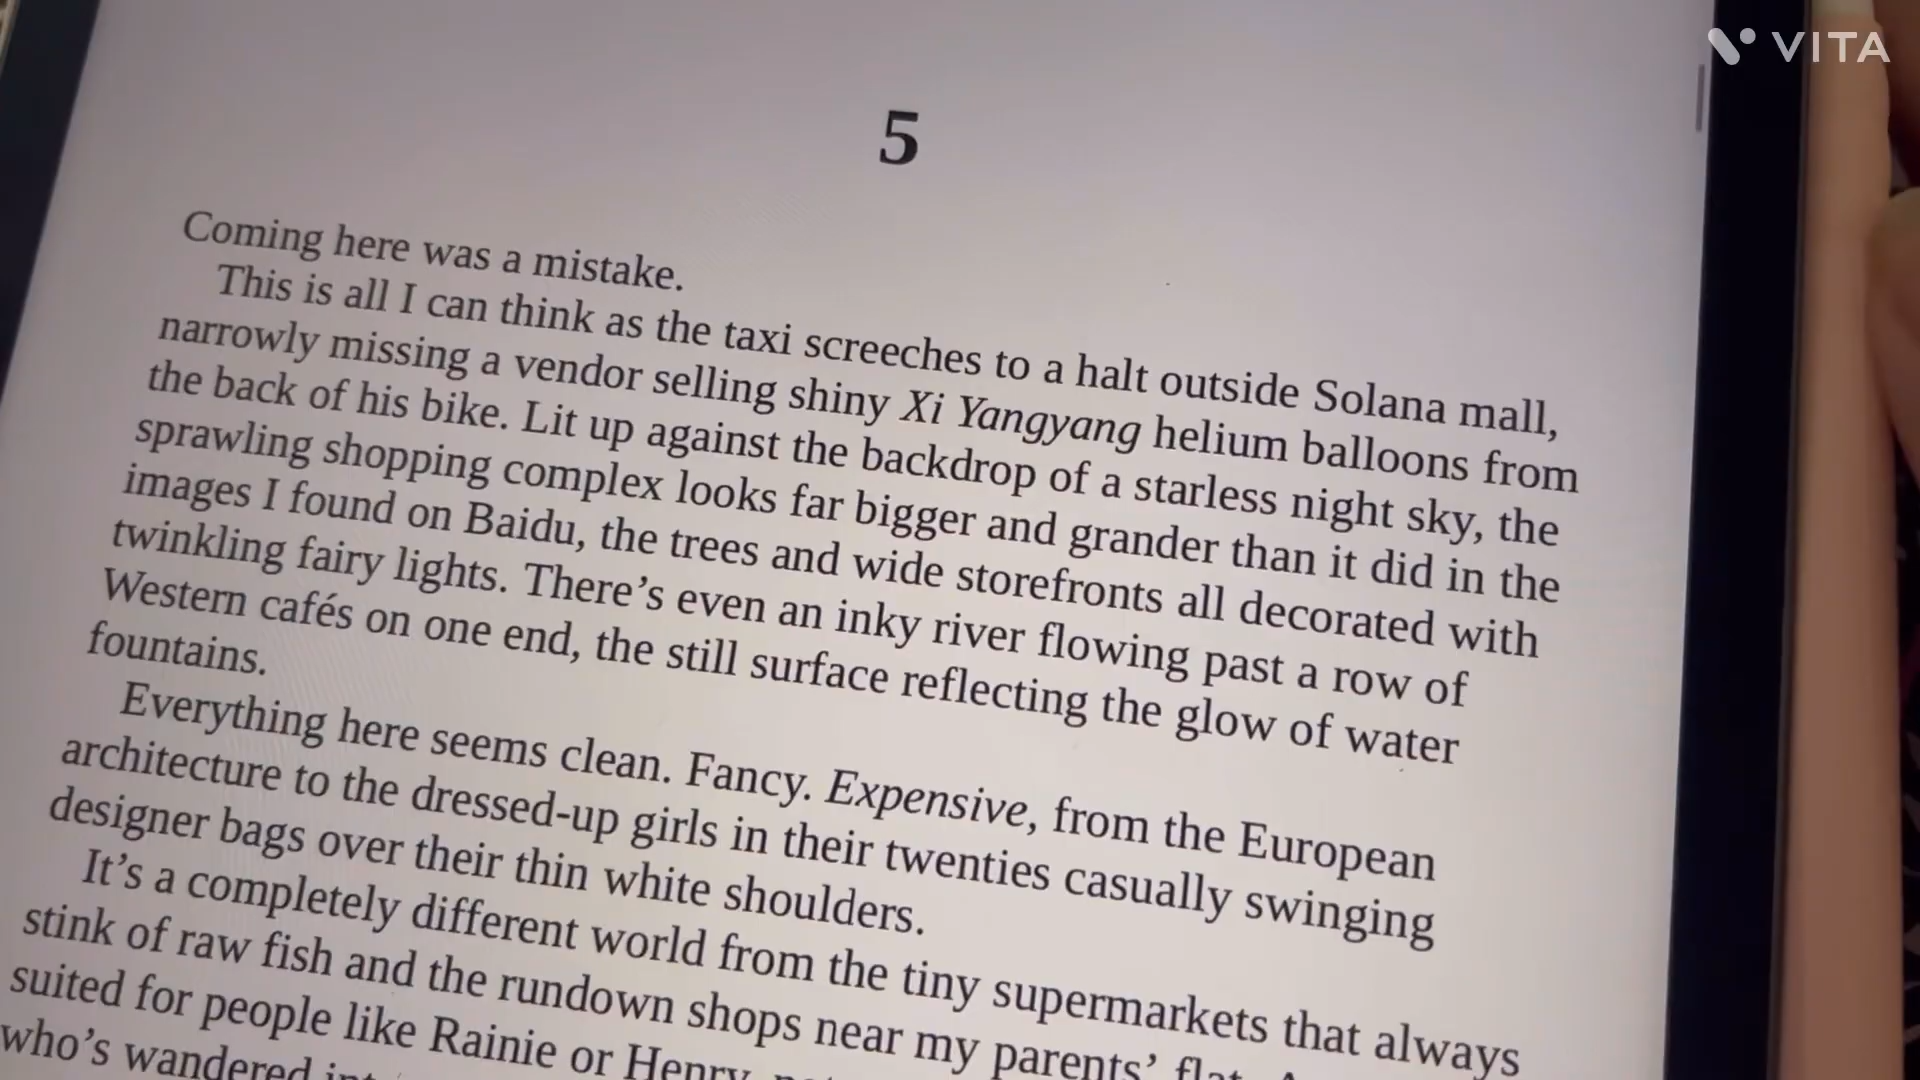 VITA
5
Coming here was a mistake.
This is all I can think as the taxi screeches to a halt outside Solana mall,
narrowly missing a vendor selling shiny Xi Yangyang helium balloons from
the back of his bike. Lit up against the backdrop of a starless night sky, the
sprawling shopping complex looks far bigger and grander than it did in the
images I found on Baidu, the trees and wide storefronts all decorated with
twinkling fairy lights. There’s even an inky river flowing past a row of
Western cafés on one end, the still surface reflecting the glow of water
fountains.
Everything here seems clean. Fancy. Expensive, from the European
architecture to the dressed-up girls in their twenties casually swinging
designer bags over their thin white shoulders.
It’s a completely different world from the tiny supermarkets that always
stink of raw fish and the rundown shops near my parents’ flat.
suited for people like Rainie or Henry,
who’s wandered